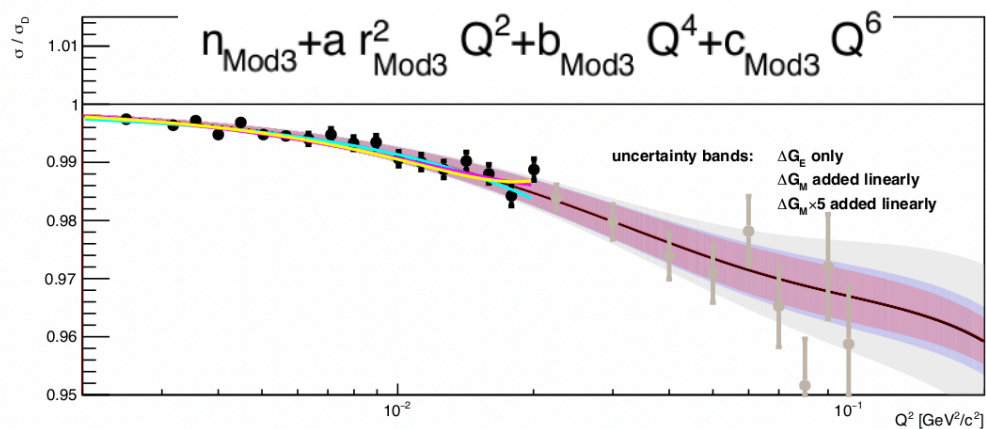 n_Mod3+a r²_Mod3 Q²+b_Mod3 Q⁴+c_Mod3 Q⁶
σ / σ_D
1.01
1
0.99
0.98
0.97
0.96
0.95
uncertainty bands: ΔG_E only
ΔG_M added linearly
ΔG_M×5 added linearly
10⁻²
10⁻¹
Q² [GeV²/c²]